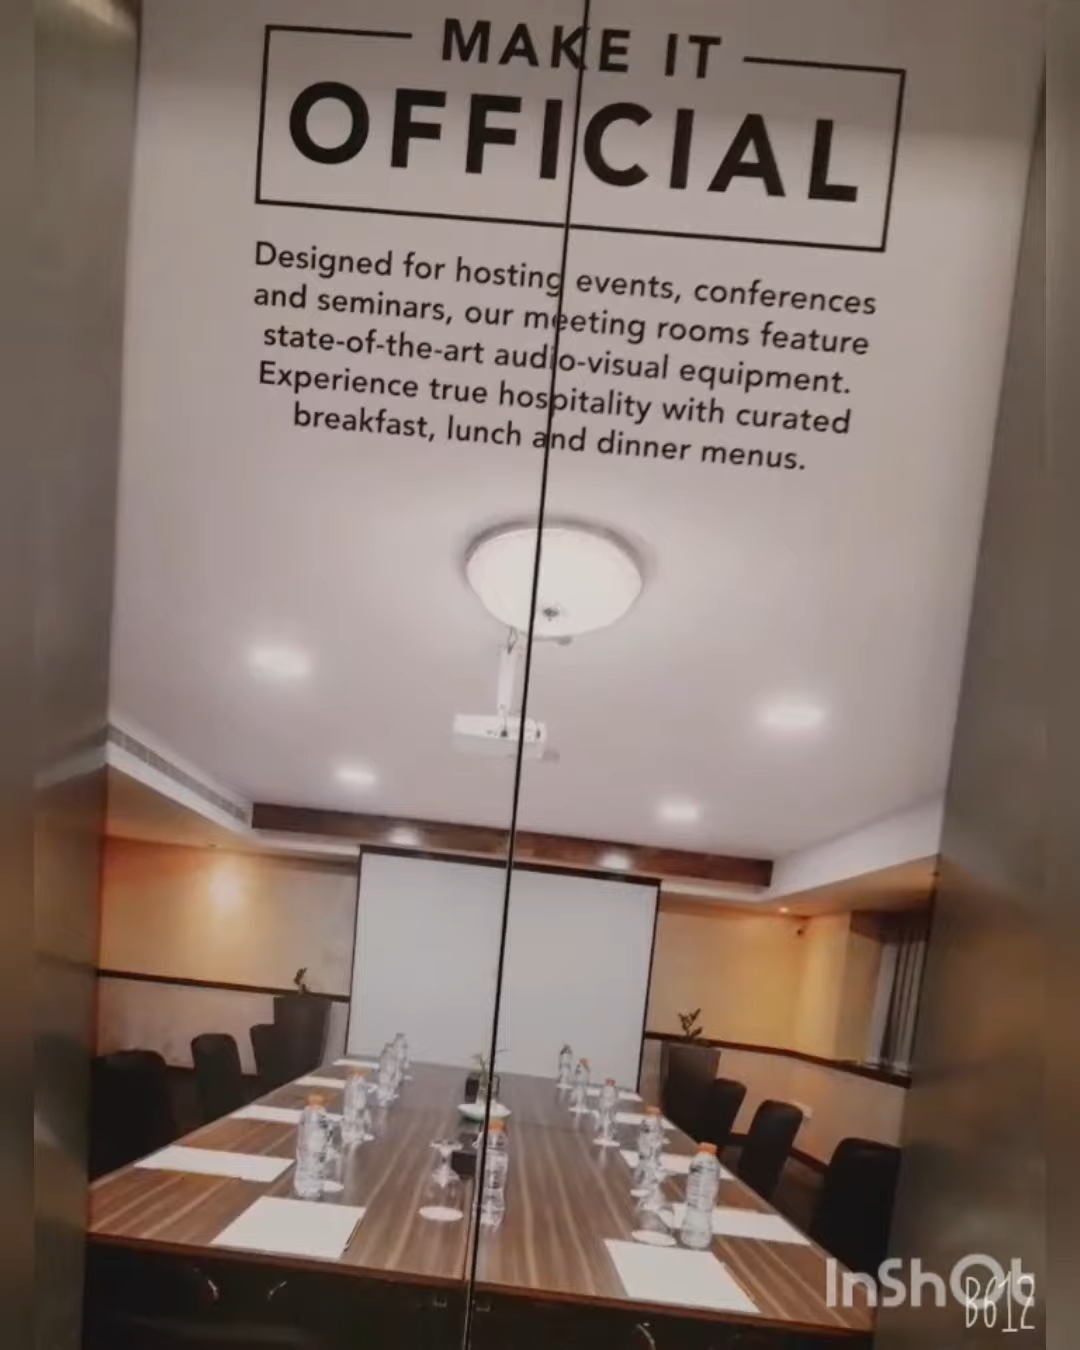 MAKE IT
OFFICIAL
Designed for hosting events, conferences
and seminars, our meeting rooms feature
state-of-the-art audio-visual equipment.
Experience true hospitality with curated
breakfast, lunch and dinner menus.
InShOt
B612